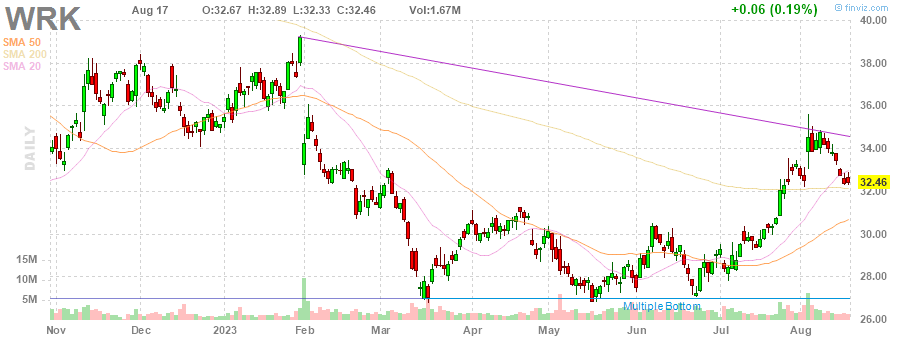 WRK Aug 17 O:32.67 H:32.89 L:32.33 C:32.46 Vol:1.67M +0.06 (0.19%) © finviz.com
SMA 50
SMA 200
SMA 20
DAILY
40.00
38.00
36.00
34.00
32.46
32.00
30.00
28.00
26.00
15M
10M
5M
Multiple Bottom
Nov Dec 2023 Feb Mar Apr May Jun Jul Aug